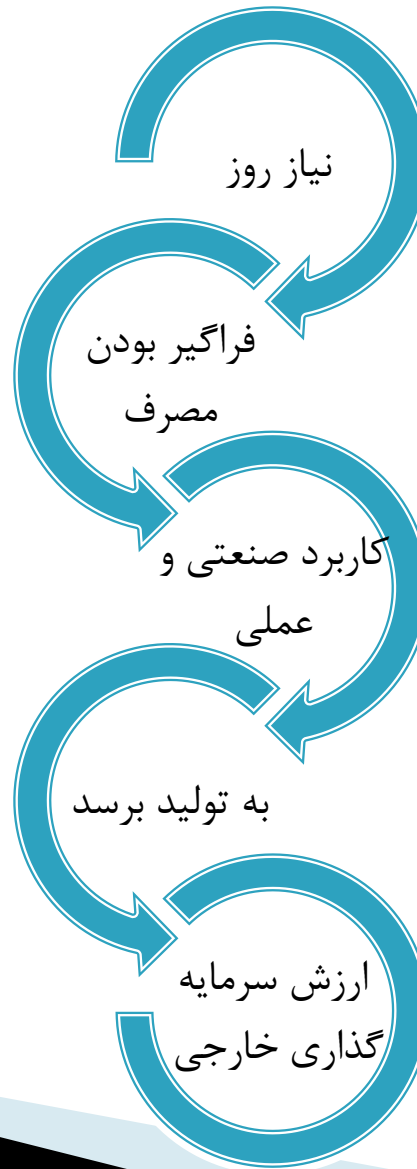 نیاز روز
فراگیر بودن
مصرف
کاربرد صنعتی و
عملی
به تولید برسد
ارزش سرمایه
گذاری خارجی